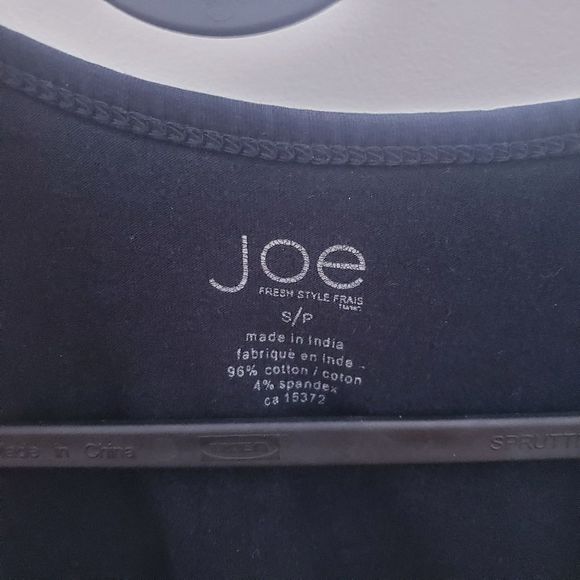 Joe
FRESH STYLE FRAIS
S/P
made in India
fabriqué en Inde
96% cotton / coton
4% spandex
ca 15372
Made in China
SPRUTT